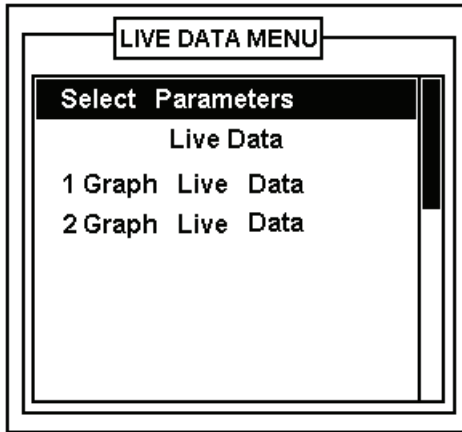 LIVE DATA MENU
Select Parameters
Live Data
1 Graph Live Data
2 Graph Live Data